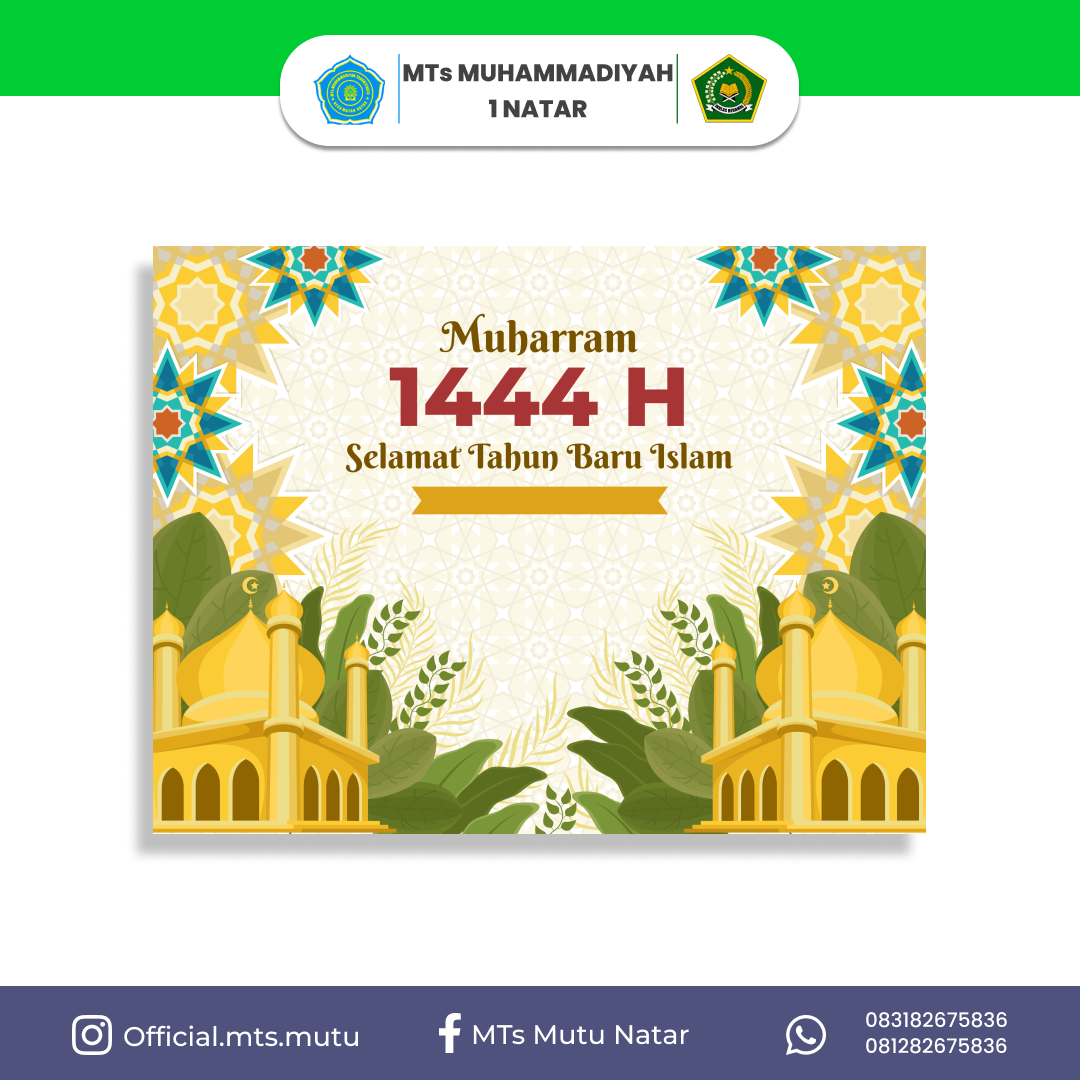 MTs MUHAMMADIYAH
1 NATAR
Muharram
1444 H
Selamat Tahun Baru Islam
Official.mts.mutu
MTs Mutu Natar
083182675836
081282675836